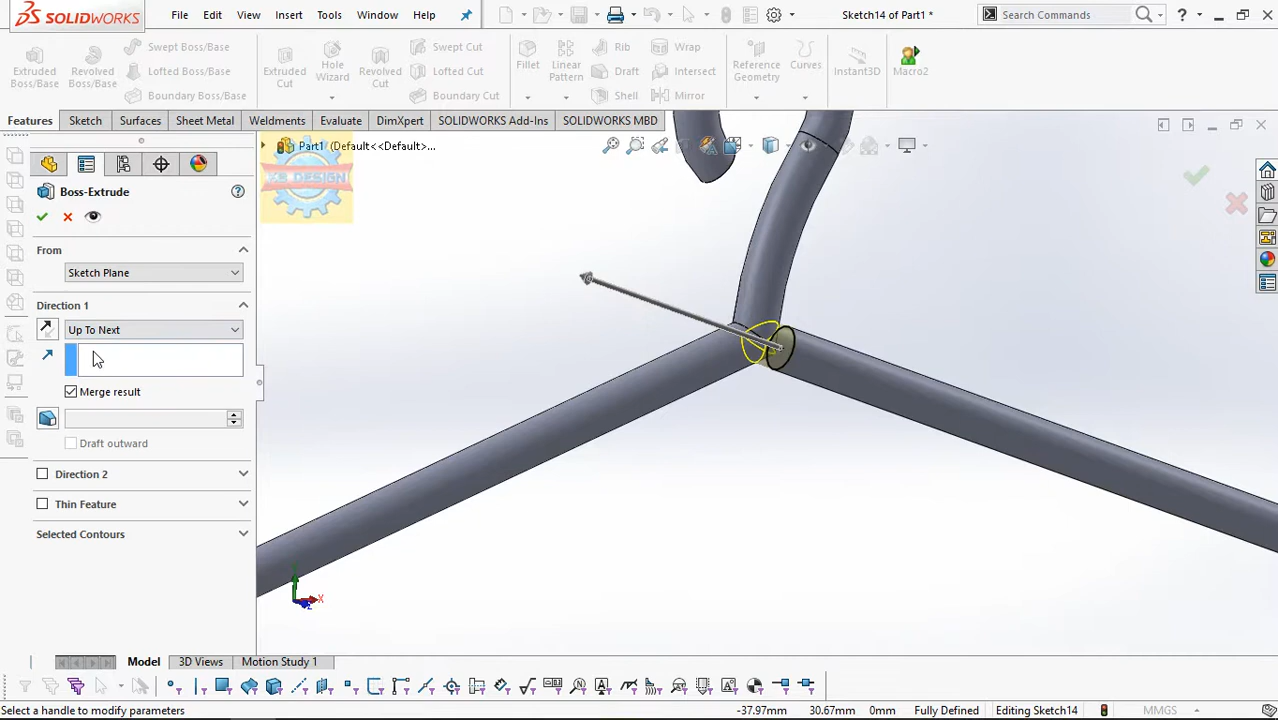 SOLIDWORKS File Edit View Insert Tools Window Help Sketch14 of Part1 * Search Commands ?
Extruded Boss/Base
Revolved Boss/Base
Swept Boss/Base
Lofted Boss/Base
Boundary Boss/Base
Extruded Cut
Hole Wizard
Revolved Cut
Swept Cut
Lofted Cut
Boundary Cut
Fillet
Linear Pattern
Rib
Draft
Shell
Wrap
Intersect
Mirror
Reference Geometry
Curves
Instant3D
Macro2
Features Sketch Surfaces Sheet Metal Weldments Evaluate DimXpert SOLIDWORKS Add-Ins SOLIDWORKS MBD
Part1 (Default<<Default>...
KB DESIGN
Boss-Extrude
From
Sketch Plane
Direction 1
Up To Next
Merge result
Draft outward
Direction 2
Thin Feature
Selected Contours
X
Model 3D Views Motion Study 1
Select a handle to modify parameters -37.97mm 30.67mm 0mm Fully Defined Editing Sketch14 MMGS